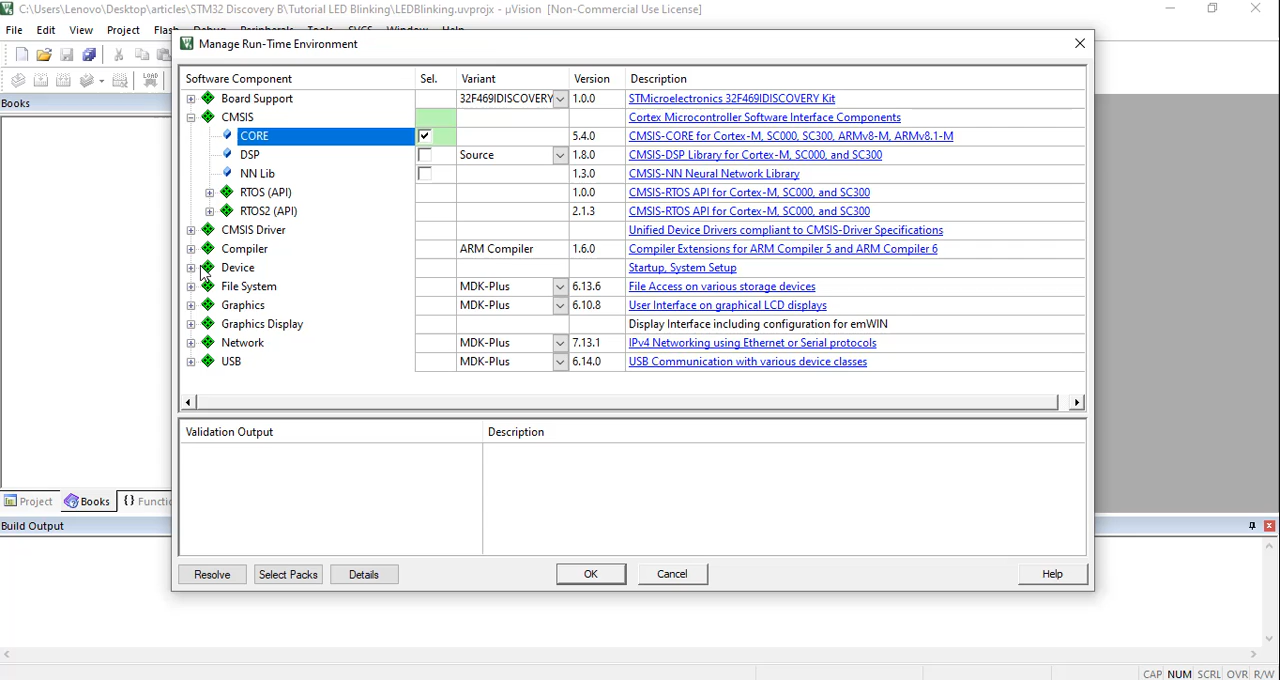 C:\Users\Lenovo\Desktop\articles\STM32 Discovery B\Tutorial LED Blinking\LEDBlinking.uvprojx - µVision [Non-Commercial Use License]
File Edit View Project
Manage Run-Time Environment
Software Component Sel. Variant Version Description
Board Support 32F469IDISCOVERY 1.0.0 STMicroelectronics 32F469IDISCOVERY Kit
Books
CMSIS Cortex Microcontroller Software Interface Components
CORE 5.4.0 CMSIS-CORE for Cortex-M, SC000, SC300, ARMv8-M, ARMv8.1-M
DSP Source 1.8.0 CMSIS-DSP Library for Cortex-M, SC000, and SC300
NN Lib 1.3.0 CMSIS-NN Neural Network Library
RTOS (API) 1.0.0 CMSIS-RTOS API for Cortex-M, SC000, and SC300
RTOS2 (API) 2.1.3 CMSIS-RTOS API for Cortex-M, SC000, and SC300
CMSIS Driver Unified Device Drivers compliant to CMSIS-Driver Specifications
Compiler ARM Compiler 1.6.0 Compiler Extensions for ARM Compiler 5 and ARM Compiler 6
Device Startup, System Setup
File System MDK-Plus 6.13.6 File Access on various storage devices
Graphics MDK-Plus 6.10.8 User Interface on graphical LCD displays
Graphics Display Display Interface including configuration for emWIN
Network MDK-Plus 7.13.1 IPv4 Networking using Ethernet or Serial protocols
USB MDK-Plus 6.14.0 USB Communication with various device classes
Validation Output Description
Project Books {} Functi
Build Output
Resolve Select Packs Details OK Cancel Help
CAP NUM SCRL OVR R/W